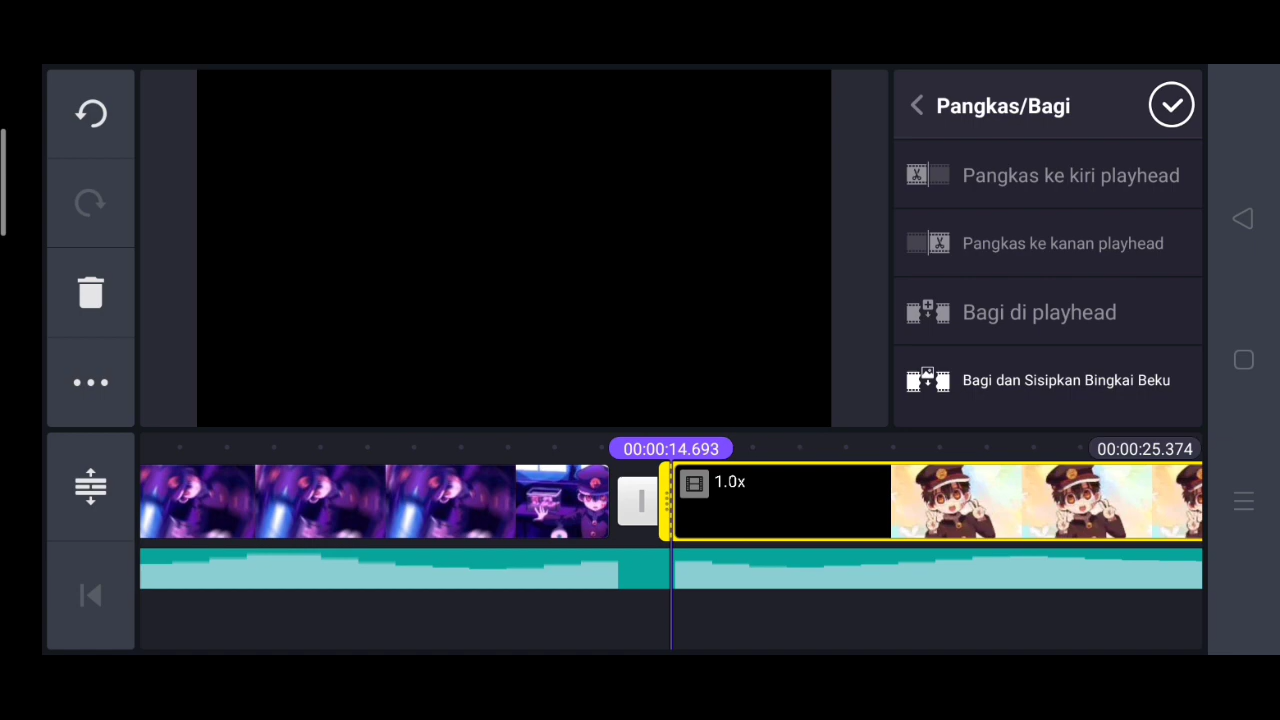 Pangkas/Bagi
Pangkas ke kiri playhead
Pangkas ke kanan playhead
Bagi di playhead
Bagi dan Sisipkan Bingkai Beku
00:00:14.693
00:00:25.374
1.0x